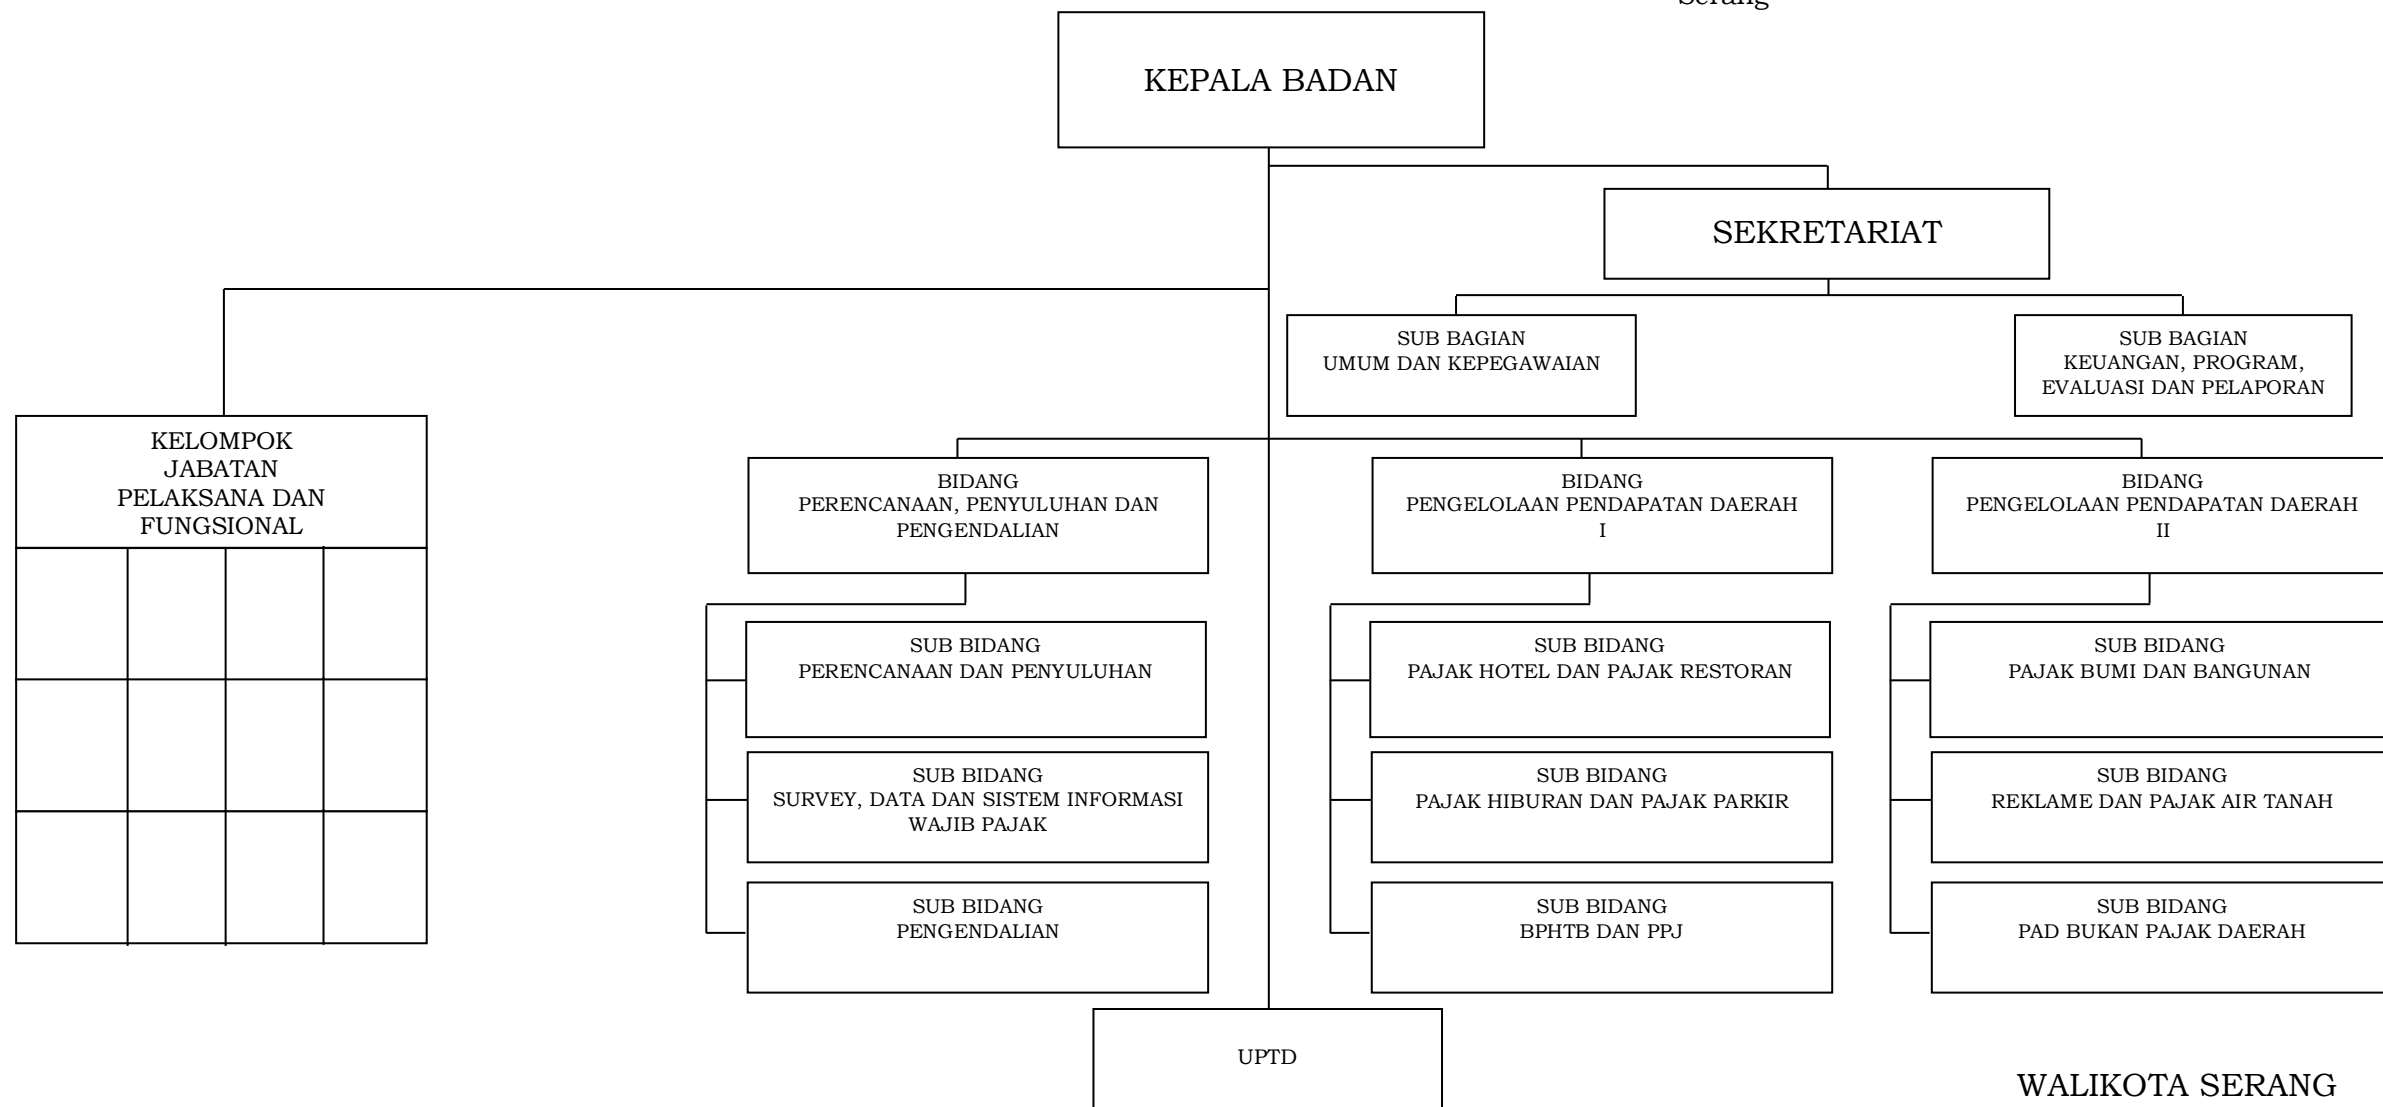 Serang
KEPALA BADAN
SEKRETARIAT
SUB BAGIAN
UMUM DAN KEPEGAWAIAN
SUB BAGIAN
KEUANGAN, PROGRAM,
EVALUASI DAN PELAPORAN
KELOMPOK
JABATAN
PELAKSANA DAN
FUNGSIONAL
BIDANG
PERENCANAAN, PENYULUHAN DAN
PENGENDALIAN
BIDANG
PENGELOLAAN PENDAPATAN DAERAH
I
BIDANG
PENGELOLAAN PENDAPATAN DAERAH
II
SUB BIDANG
PERENCANAAN DAN PENYULUHAN
SUB BIDANG
PAJAK HOTEL DAN PAJAK RESTORAN
SUB BIDANG
PAJAK BUMI DAN BANGUNAN
SUB BIDANG
SURVEY, DATA DAN SISTEM INFORMASI
WAJIB PAJAK
SUB BIDANG
PAJAK HIBURAN DAN PAJAK PARKIR
SUB BIDANG
REKLAME DAN PAJAK AIR TANAH
SUB BIDANG
PENGENDALIAN
SUB BIDANG
BPHTB DAN PPJ
SUB BIDANG
PAD BUKAN PAJAK DAERAH
UPTD
WALIKOTA SERANG